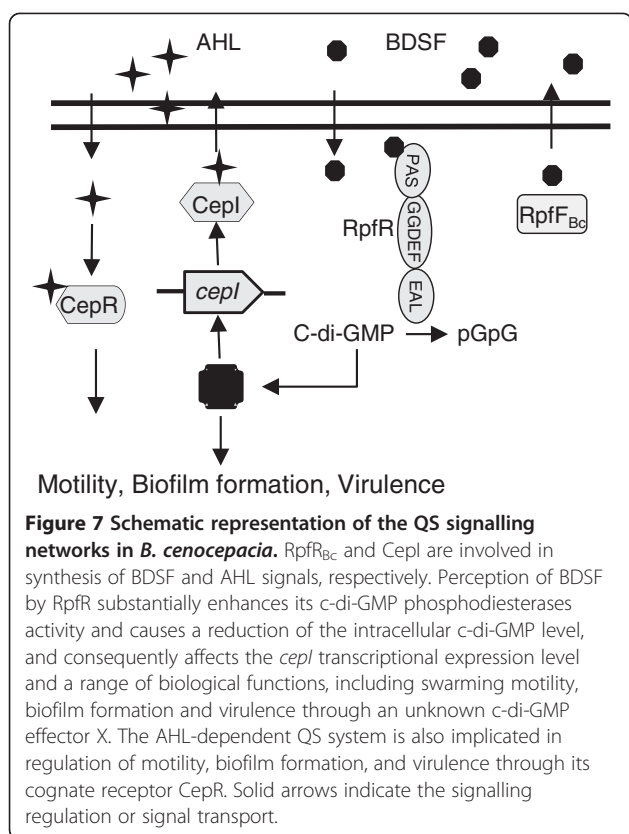 AHL BDSF
PAS
CepI
RpfR
GGDEF
RpfF_Bc
CepR
cepI
EAL
C-di-GMP pGpG
Motility, Biofilm formation, Virulence
Figure 7 Schematic representation of the QS signalling
networks in B. cenocepacia. RpfR_Bc and CepI are involved in
synthesis of BDSF and AHL signals, respectively. Perception of BDSF
by RpfR substantially enhances its c-di-GMP phosphodiesterases
activity and causes a reduction of the intracellular c-di-GMP level,
and consequently affects the cepI transcriptional expression level
and a range of biological functions, including swarming motility,
biofilm formation and virulence through an unknown c-di-GMP
effector X. The AHL-dependent QS system is also implicated in
regulation of motility, biofilm formation, and virulence through its
cognate receptor CepR. Solid arrows indicate the signalling
regulation or signal transport.